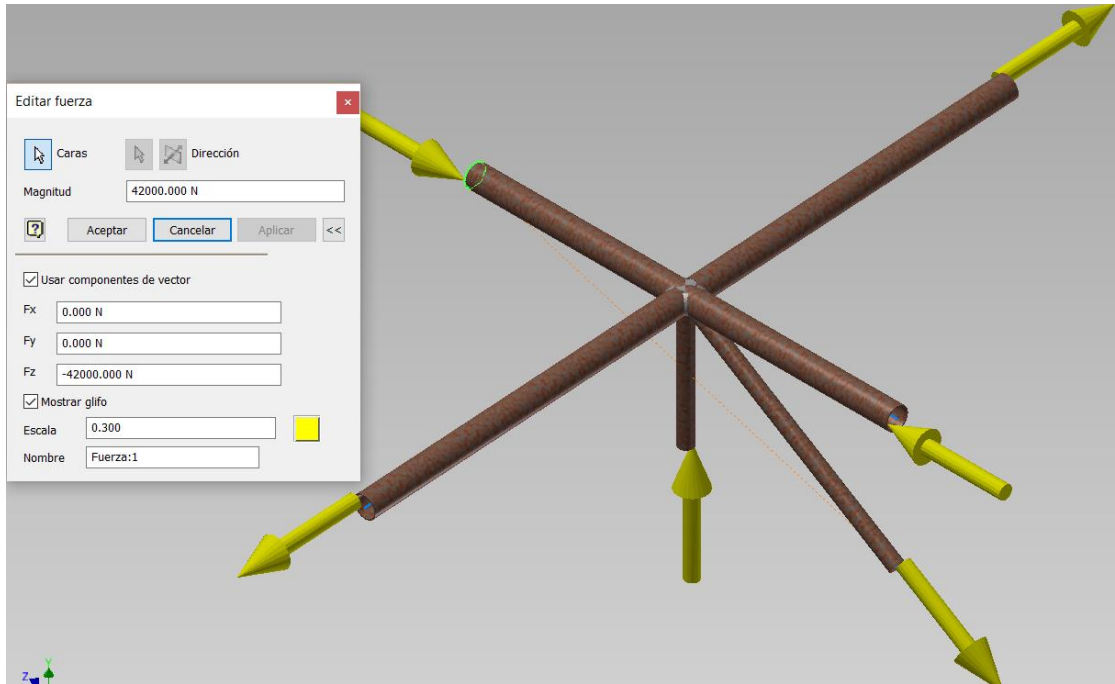 Editar fuerza
Caras Dirección
Magnitud 42000.000 N
Aceptar Cancelar Aplicar <<
Usar componentes de vector
Fx 0.000 N
Fy 0.000 N
Fz -42000.000 N
Mostrar glifo
Escala 0.300
Nombre Fuerza:1
Y
Z